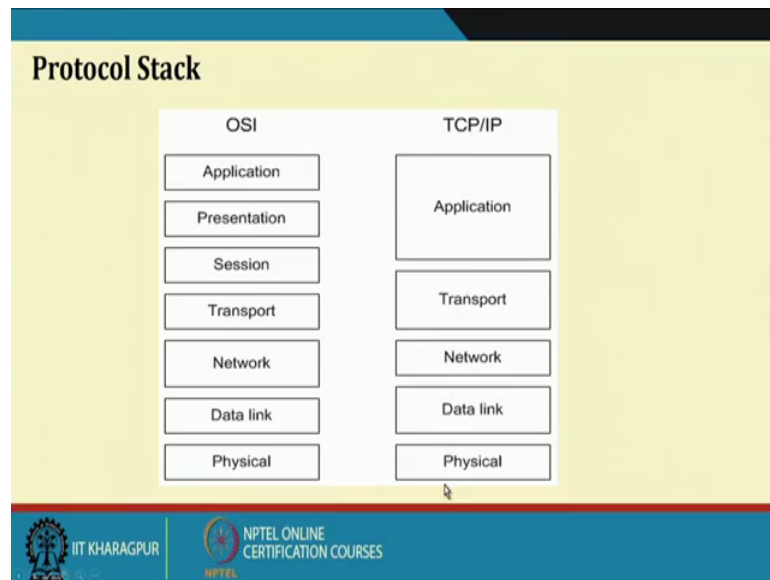 Protocol Stack
OSI TCP/IP
Application
Presentation
Session
Transport
Network
Data link
Physical
Application
Transport
Network
Data link
Physical
IIT KHARAGPUR
NPTEL ONLINE
CERTIFICATION COURSES
NPTEL